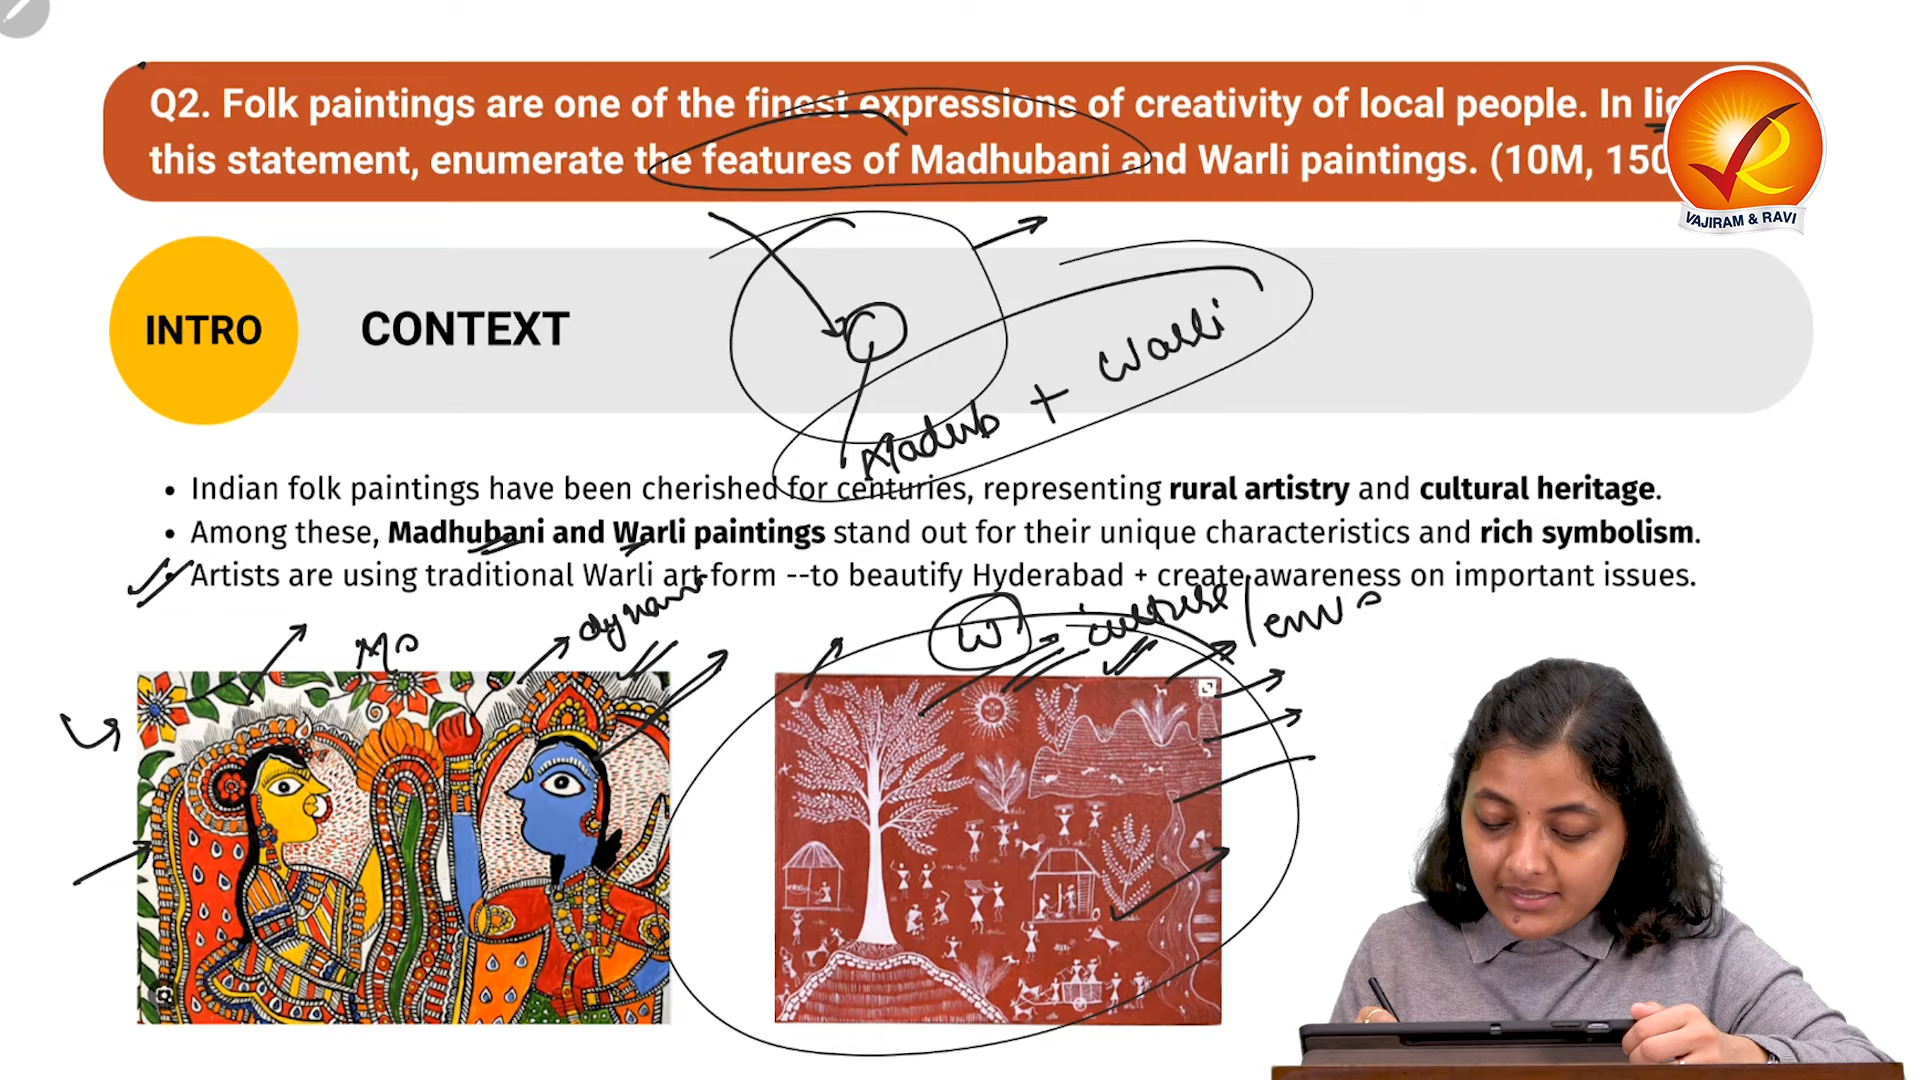 Q2. Folk paintings are one of the finest expressions of creativity of local people. In
this statement, enumerate the features of Madhubani and Warli paintings. (10M, 150
VAJIRAM & RAVI
INTRO
CONTEXT
Madub + Warli
• Indian folk paintings have been cherished for centuries, representing rural artistry and cultural heritage.
• Among these, Madhubani and Warli paintings stand out for their unique characteristics and rich symbolism.
• Artists are using traditional Warli art form --to beautify Hyderabad + create awareness on important issues.
M
dynam
W
culture / env